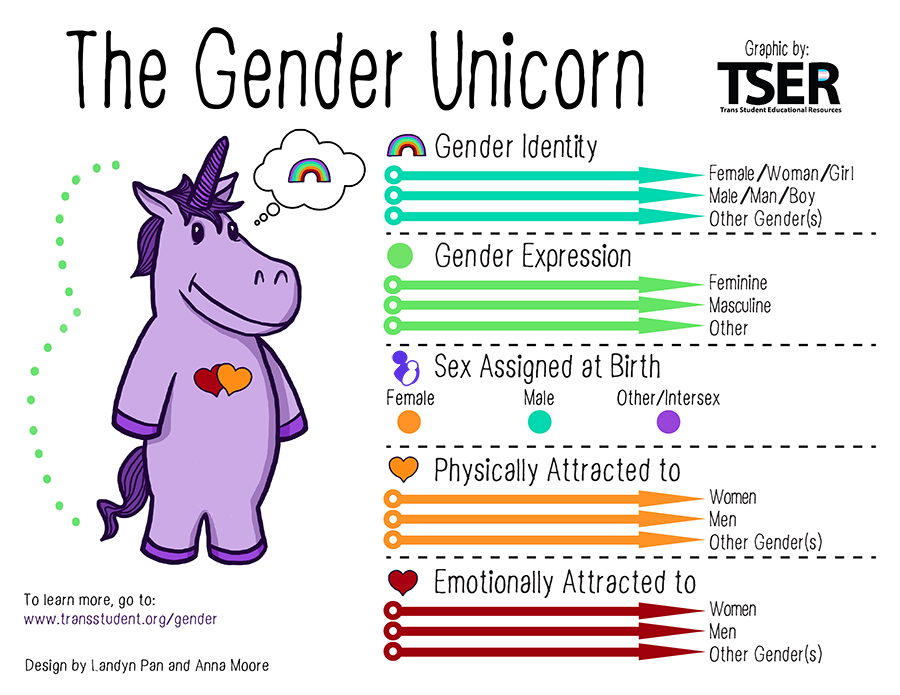 The Gender Unicorn
Graphic by:
TSER
Trans Student Educational Resources
Gender Identity
Female/Woman/Girl
Male/Man/Boy
Other Gender(s)
Gender Expression
Feminine
Masculine
Other
Sex Assigned at Birth
Female Male Other/Intersex
Physically Attracted to
Women
Men
Other Gender(s)
Emotionally Attracted to
Women
Men
Other Gender(s)
To learn more, go to:
www.transstudent.org/gender
Design by Landyn Pan and Anna Moore